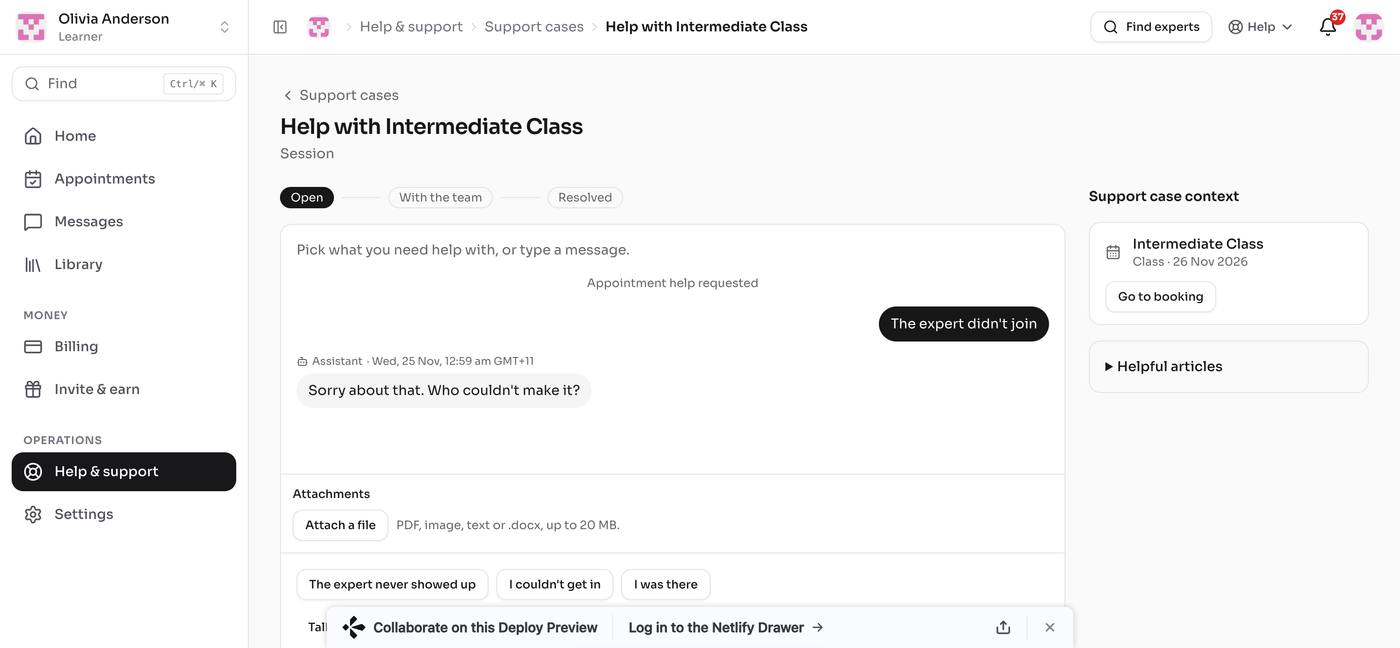 Olivia Anderson
Learner
Find
Ctrl/⌘ K
Home
Appointments
Messages
Library
MONEY
Billing
Invite & earn
OPERATIONS
Help & support
Settings
Help & support
Support cases
Help with Intermediate Class
Find experts
Help
37
Support cases
Help with Intermediate Class
Session
Open
With the team
Resolved
Pick what you need help with, or type a message.
Appointment help requested
The expert didn't join
Assistant · Wed, 25 Nov, 12:59 am GMT+11
Sorry about that. Who couldn't make it?
Attachments
Attach a file
PDF, image, text or .docx, up to 20 MB.
The expert never showed up
I couldn't get in
I was there
Support case context
Intermediate Class
Class · 26 Nov 2026
Go to booking
Helpful articles
Collaborate on this Deploy Preview
Log in to the Netlify Drawer →